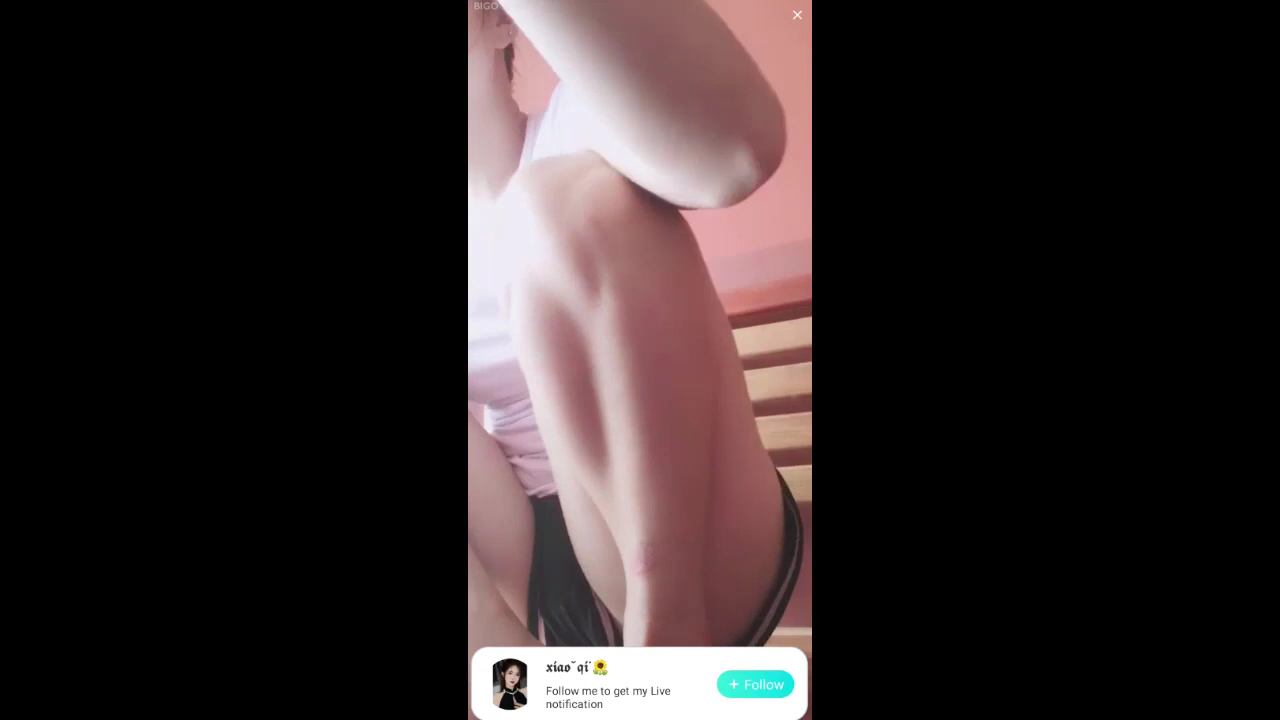 BIGO
𝖝𝖎𝖆𝖔˘𝖖𝖎˙🌻
Follow me to get my Live
notification
+ Follow